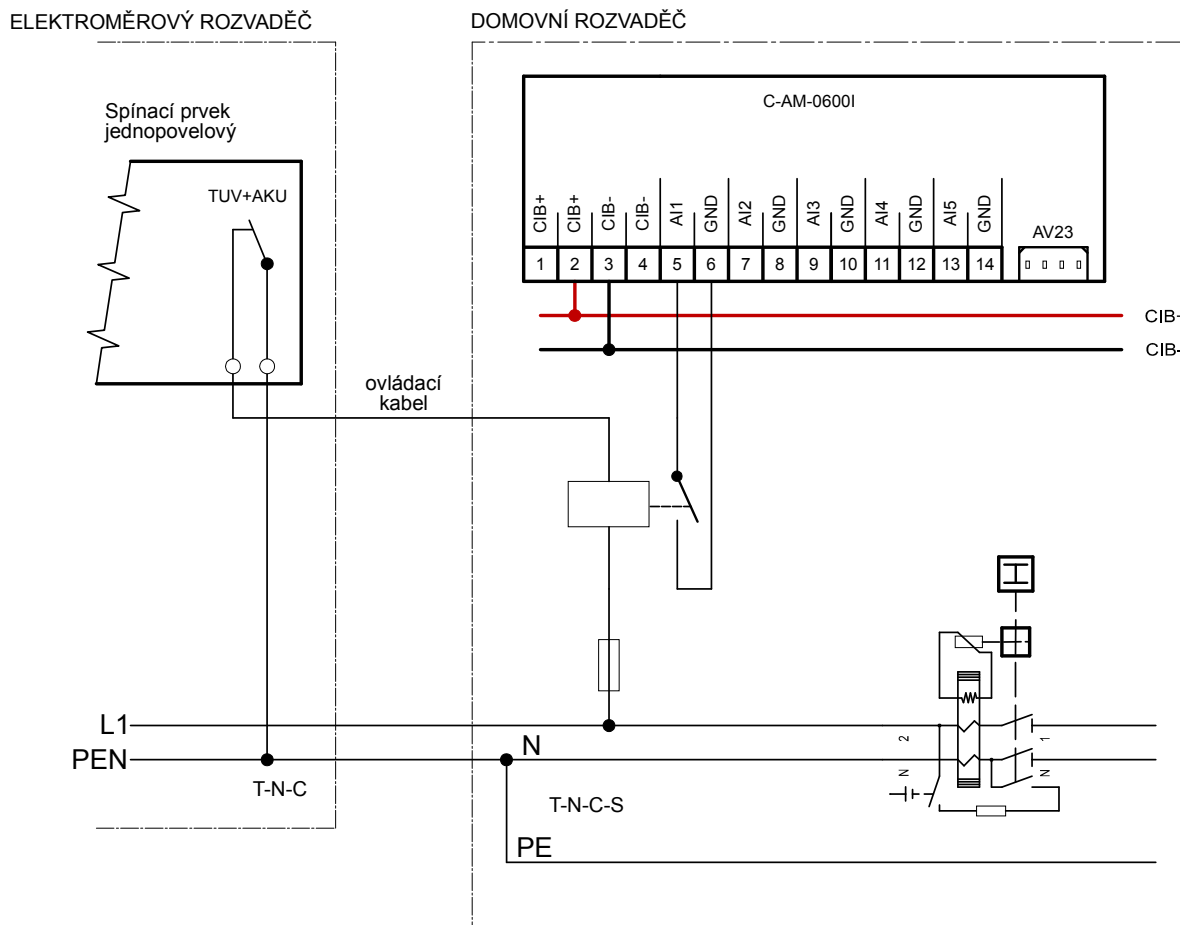 ELEKTROMĚROVÝ ROZVADĚČ
DOMOVNÍ ROZVADĚČ
Spínací prvek
jednopovelový
TUV+AKU
C-AM-0600I
CIB+
CIB+
CIB-
CIB-
AI1
GND
AI2
GND
AI3
GND
AI4
GND
AI5
GND
AV23
1 2 3 4 5 6 7 8 9 10 11 12 13 14
CIB+
CIB-
ovládací
kabel
L1
PEN
N
T-N-C
T-N-C-S
PE
2
1
N
N